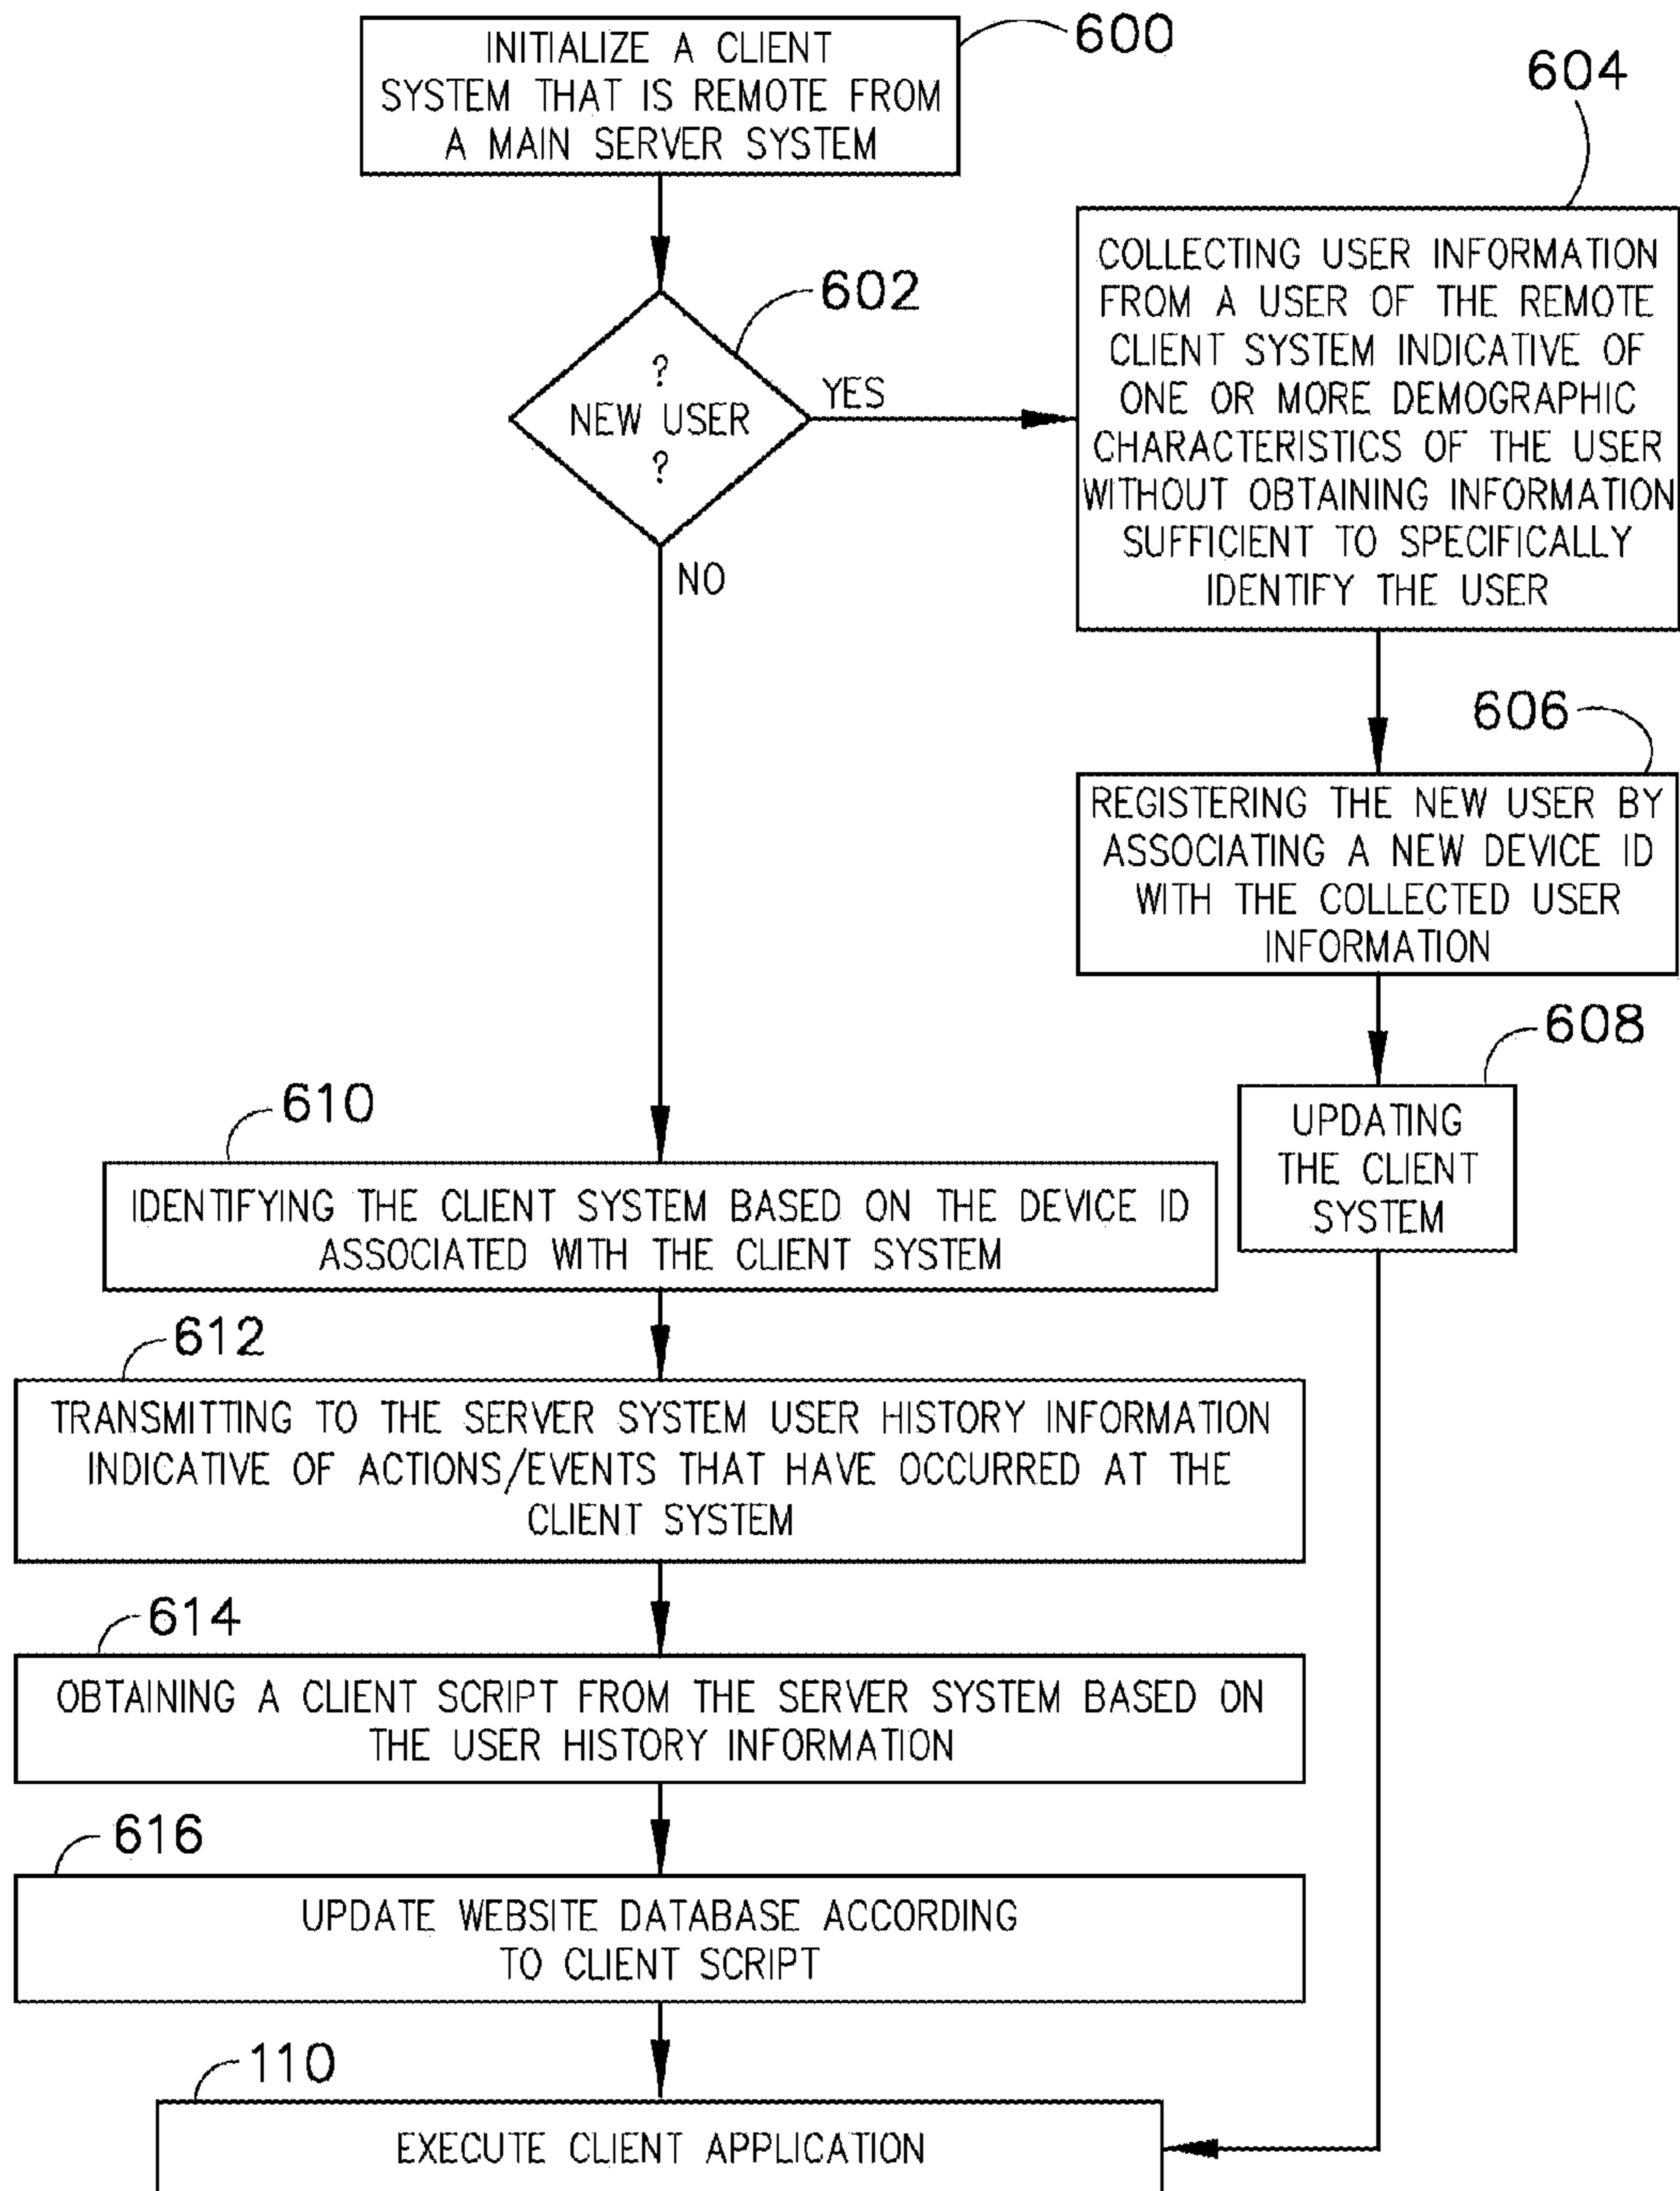 INITIALIZE A CLIENT
SYSTEM THAT IS REMOTE FROM
A MAIN SERVER SYSTEM
600
602
?
NEW USER
?
YES
NO
604
COLLECTING USER INFORMATION
FROM A USER OF THE REMOTE
CLIENT SYSTEM INDICATIVE OF
ONE OR MORE DEMOGRAPHIC
CHARACTERISTICS OF THE USER
WITHOUT OBTAINING INFORMATION
SUFFICIENT TO SPECIFICALLY
IDENTIFY THE USER
606
REGISTERING THE NEW USER BY
ASSOCIATING A NEW DEVICE ID
WITH THE COLLECTED USER
INFORMATION
608
UPDATING
THE CLIENT
SYSTEM
610
IDENTIFYING THE CLIENT SYSTEM BASED ON THE DEVICE ID
ASSOCIATED WITH THE CLIENT SYSTEM
612
TRANSMITTING TO THE SERVER SYSTEM USER HISTORY INFORMATION
INDICATIVE OF ACTIONS/EVENTS THAT HAVE OCCURRED AT THE
CLIENT SYSTEM
614
OBTAINING A CLIENT SCRIPT FROM THE SERVER SYSTEM BASED ON
THE USER HISTORY INFORMATION
616
UPDATE WEBSITE DATABASE ACCORDING
TO CLIENT SCRIPT
110
EXECUTE CLIENT APPLICATION